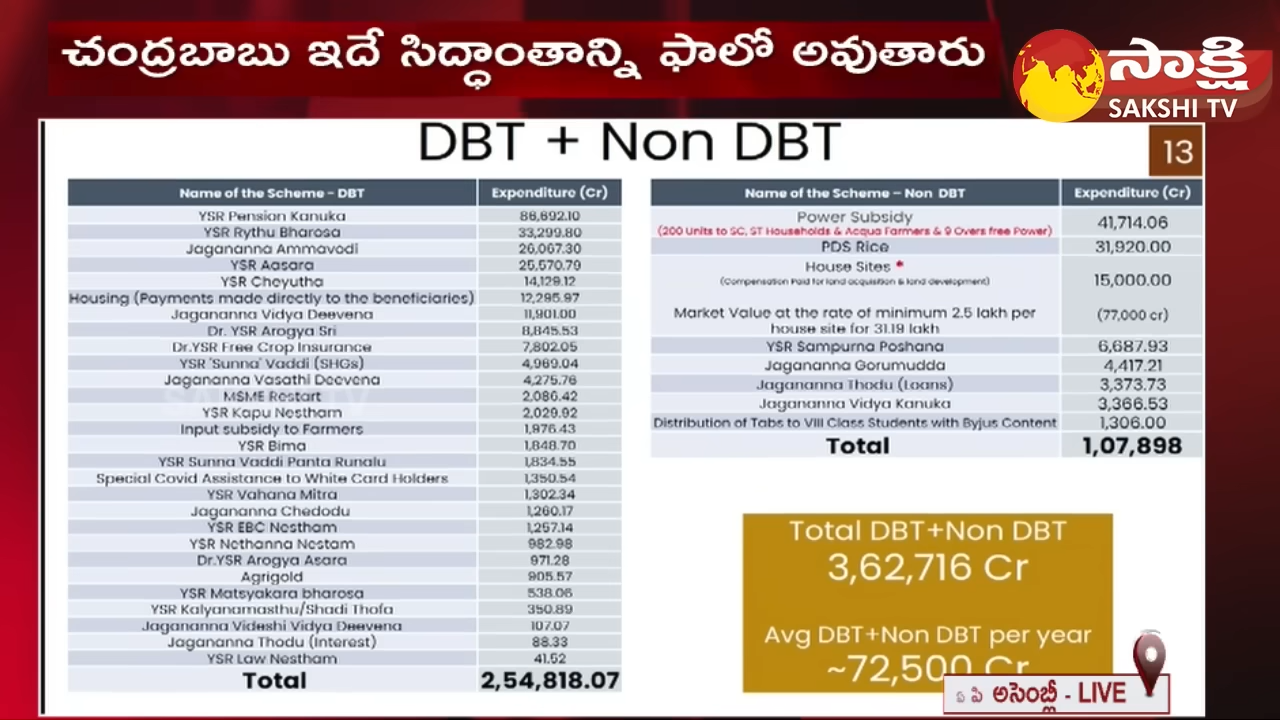 చంద్రబాబు ఇదే సిద్ధాంతాన్ని ఫాలో అవుతారు
సాక్షి
SAKSHI TV
DBT + Non DBT
13
Name of the Scheme - DBT Expenditure (Cr)
YSR Pension Kanuka 86,692.10
YSR Rythu Bharosa 33,299.80
Jagananna Ammavodi 26,067.30
YSR Aasara 25,570.79
YSR Cheyutha 14,129.12
Housing (Payments made directly to the beneficiaries) 12,295.97
Jagananna Vidya Deevena 11,901.00
Dr. YSR Arogya Sri 8,845.53
Dr.YSR Free Crop Insurance 7,802.05
YSR 'Sunna' Vaddi (SHGs) 4,969.04
Jagananna Vasathi Deevena 4,275.76
MSME Restart 2,086.42
YSR Kapu Nestham 2,029.92
Input subsidy to Farmers 1,976.43
YSR Bima 1,848.70
YSR Sunna Vaddi Panta Runalu 1,834.55
Special Covid Assistance to White Card Holders 1,350.54
YSR Vahana Mitra 1,302.34
Jagananna Chedodu 1,260.17
YSR EBC Nestham 1,257.14
YSR Nethanna Nestam 982.98
Dr.YSR Arogya Asara 971.28
Agrigold 905.57
YSR Matsyakara bharosa 538.06
YSR Kalyanamasthu/Shadi Thofa 350.89
Jagananna Videshi Vidya Deevena 107.07
Jagananna Thodu (Interest) 88.33
YSR Law Nestham 41.52
Total 2,54,818.07
Name of the Scheme – Non DBT Expenditure (Cr)
Power Subsidy
(200 Units to SC, ST Households & Acqua Farmers & 9 Overs free Power) 41,714.06
PDS Rice 31,920.00
House Sites *
(Compensation Paid for land acquisition & land development) 15,000.00
Market Value at the rate of minimum 2.5 lakh per
house site for 31.19 lakh (77,000 cr)
YSR Sampurna Poshana 6,687.93
Jagananna Gorumudda 4,417.21
Jagananna Thodu (Loans) 3,373.73
Jagananna Vidya Kanuka 3,366.53
Distribution of Tabs to VIII Class Students with Byjus Content 1,306.00
Total 1,07,898
Total DBT+Non DBT
3,62,716 Cr
Avg DBT+Non DBT per year
~72,500 Cr
ఏ పి అసెంబ్లీ - LIVE